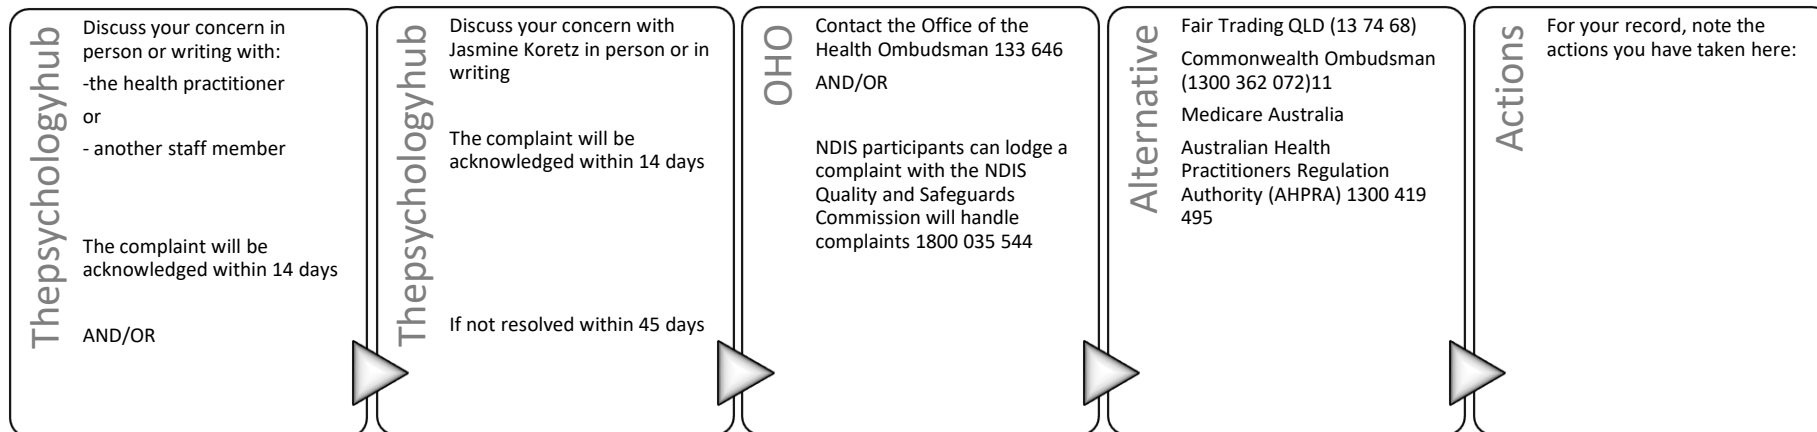 Thepsychologyhub
Discuss your concern in
person or writing with:
-the health practitioner
or
- another staff member
The complaint will be
acknowledged within 14 days
AND/OR
Thepsychologyhub
Discuss your concern with
Jasmine Koretz in person or in
writing
The complaint will be
acknowledged within 14 days
If not resolved within 45 days
OHO
Contact the Office of the
Health Ombudsman 133 646
AND/OR
NDIS participants can lodge a
complaint with the NDIS
Quality and Safeguards
Commission will handle
complaints 1800 035 544
Alternative
Fair Trading QLD (13 74 68)
Commonwealth Ombudsman
(1300 362 072)11
Medicare Australia
Australian Health
Practitioners Regulation
Authority (AHPRA) 1300 419
495
Actions
For your record, note the
actions you have taken here: